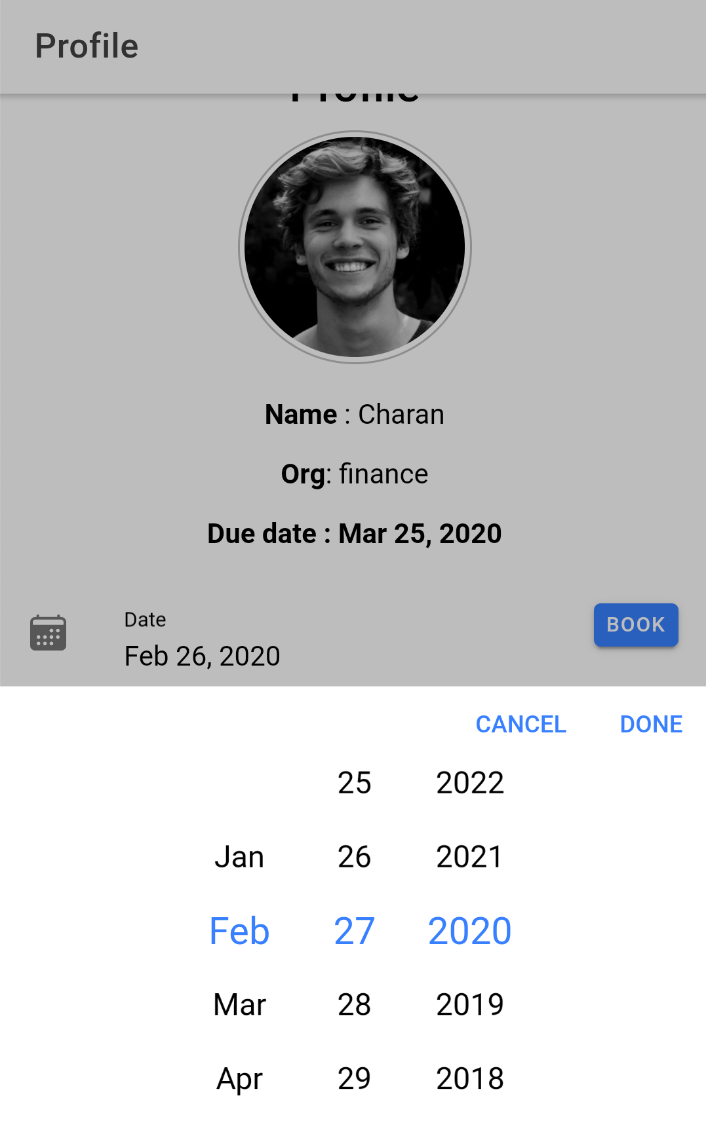 Profile
Profile
Name : Charan
Org: finance
Due date : Mar 25, 2020
Date
Feb 26, 2020
BOOK
CANCEL DONE
25 2022
Jan 26 2021
Feb 27 2020
Mar 28 2019
Apr 29 2018